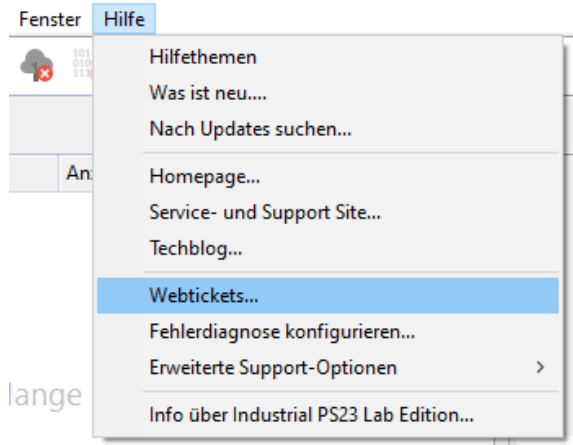 Fenster Hilfe
Hilfethemen
Was ist neu....
Nach Updates suchen...
Homepage...
Service- und Support Site...
Techblog...
Webtickets...
Fehlerdiagnose konfigurieren...
Erweiterte Support-Optionen
Info über Industrial PS23 Lab Edition...